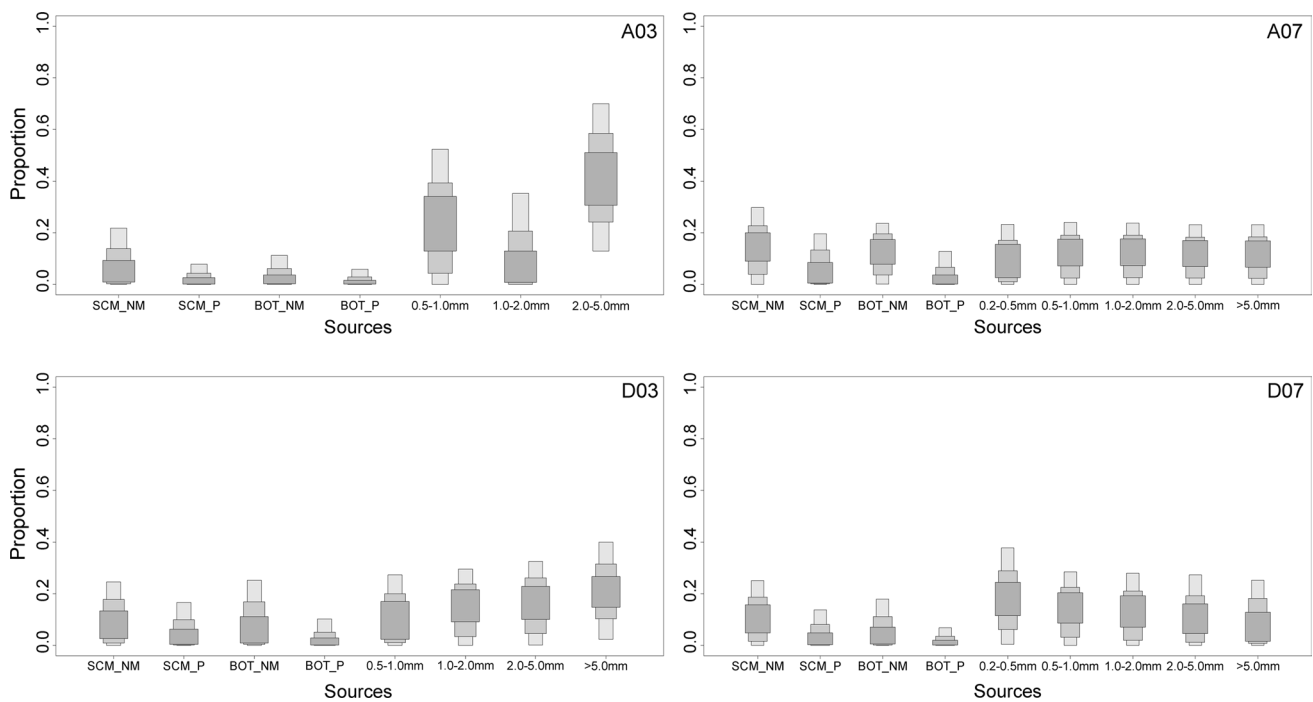 A03
Proportion
1.0
0.8
0.6
0.4
0.2
0.0
SCM_NM SCM_P BOT_NM BOT_P 0.5-1.0mm 1.0-2.0mm 2.0-5.0mm
Sources
A07
1.0
0.8
0.6
0.4
0.2
0.0
SCM_NM SCM_P BOT_NM BOT_P 0.2-0.5mm 0.5-1.0mm 1.0-2.0mm 2.0-5.0mm >5.0mm
Sources
D03
Proportion
1.0
0.8
0.6
0.4
0.2
0.0
SCM_NM SCM_P BOT_NM BOT_P 0.5-1.0mm 1.0-2.0mm 2.0-5.0mm >5.0mm
Sources
D07
1.0
0.8
0.6
0.4
0.2
0.0
SCM_NM SCM_P BOT_NM BOT_P 0.2-0.5mm 0.5-1.0mm 1.0-2.0mm 2.0-5.0mm >5.0mm
Sources